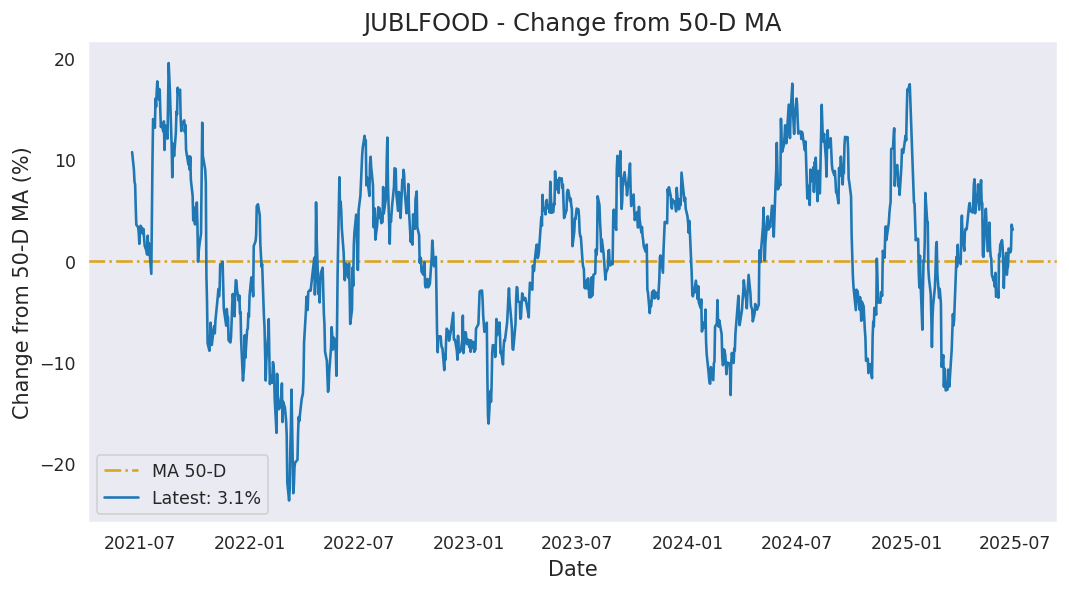 JUBLFOOD - Change from 50-D MA
Change from 50-D MA (%)
20
10
0
−10
−20
MA 50-D
Latest: 3.1%
2021-07 2022-01 2022-07 2023-01 2023-07 2024-01 2024-07 2025-01 2025-07
Date